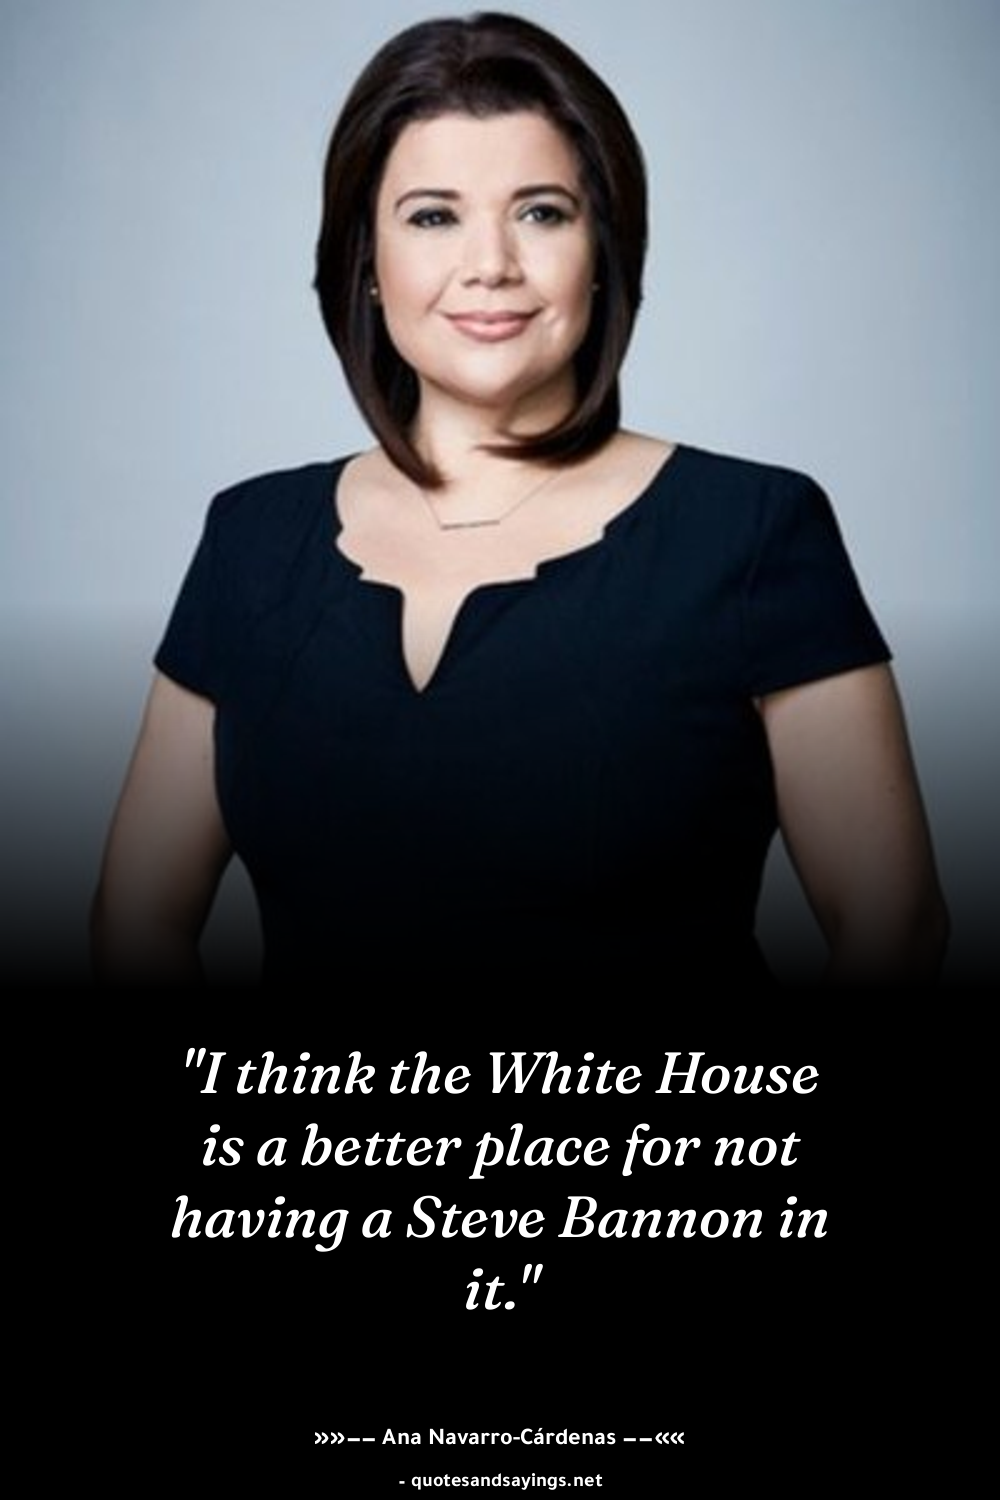 "I think the White House
is a better place for not
having a Steve Bannon in
it."
»»–– Ana Navarro-Cárdenas ––««
- quotesandsayings.net